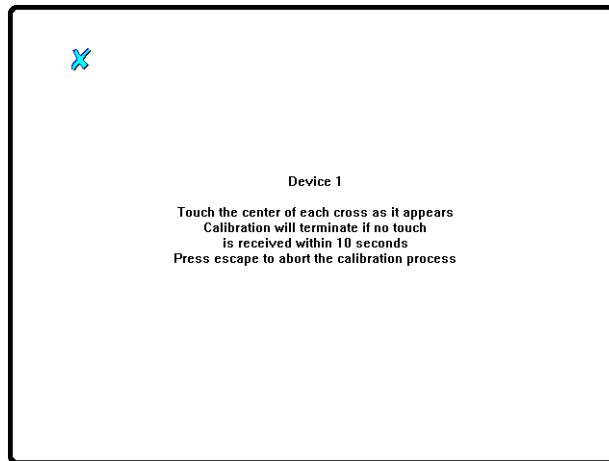 Device 1
Touch the center of each cross as it appears
Calibration will terminate if no touch
is received within 10 seconds
Press escape to abort the calibration process